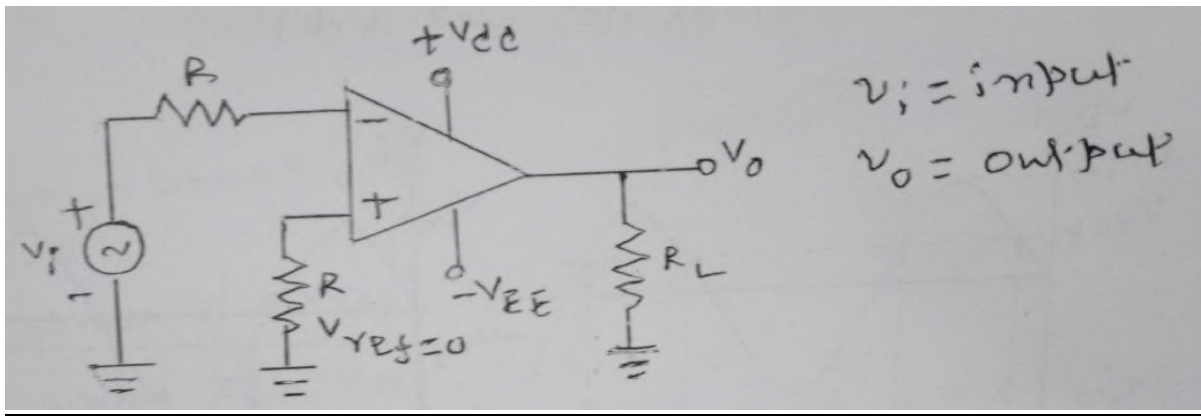 +Vcc
R
−
+
+
Vi
~
-
R
Vref=0
-VEE
Vo
RL
vi = input
vo = output